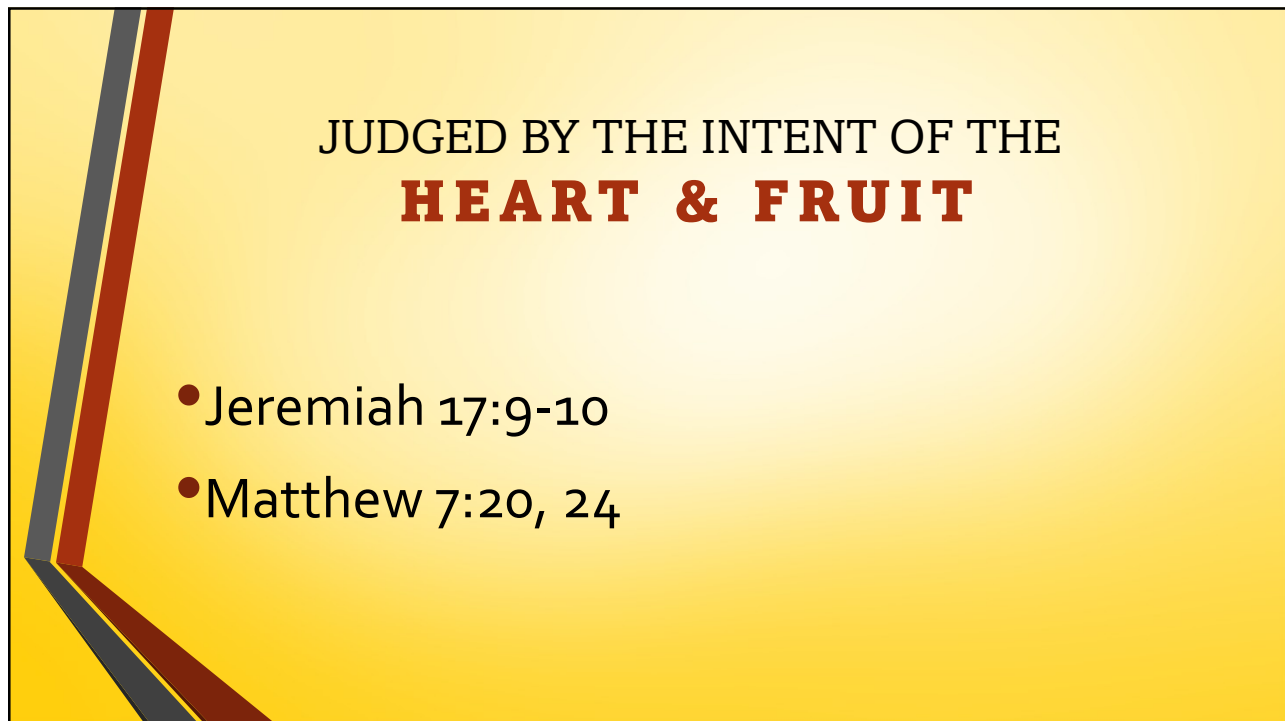 JUDGED BY THE INTENT OF THE
HEART & FRUIT
•Jeremiah 17:9-10
•Matthew 7:20, 24